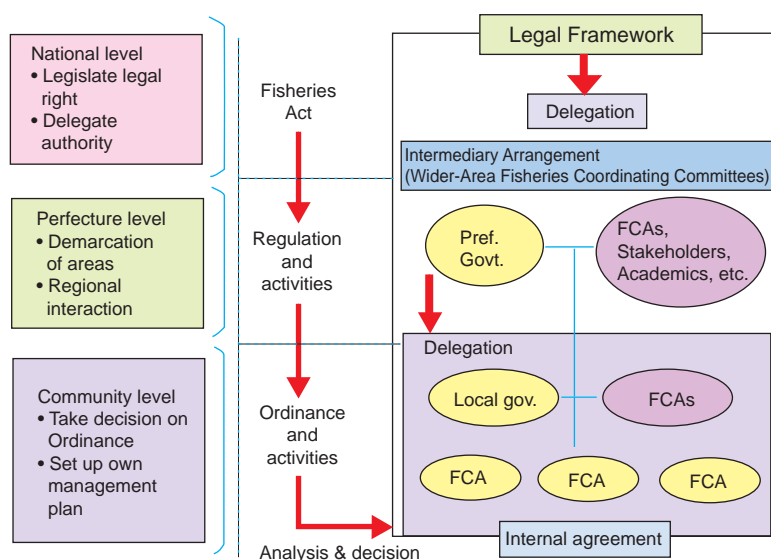 National level
• Legislate legal
right
• Delegate
authority
Perfecture level
• Demarcation
of areas
• Regional
interaction
Community level
• Take decision on
Ordinance
• Set up own
management
plan
Fisheries
Act
Regulation and
activities
Ordinance
and
activities
Analysis & decision
Legal Framework
Delegation
Intermediary Arrangement
(Wider-Area Fisheries Coordinating Committees)
Pref.
Govt.
FCAs,
Stakeholders,
Academics, etc.
Delegation
Local gov.
FCAs
FCA
FCA
FCA
Internal agreement